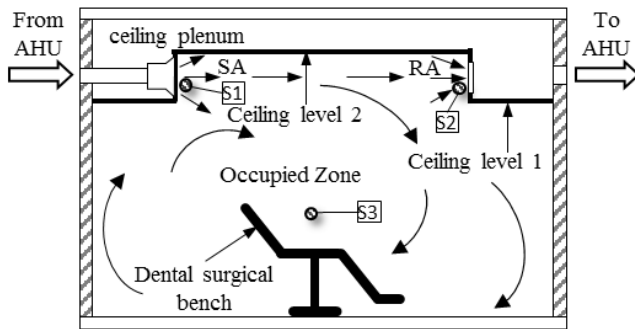 From
AHU
ceiling plenum
To
AHU
SA
RA
S1
S2
Ceiling level 2
Ceiling level 1
Occupied Zone
S3
Dental surgical
bench